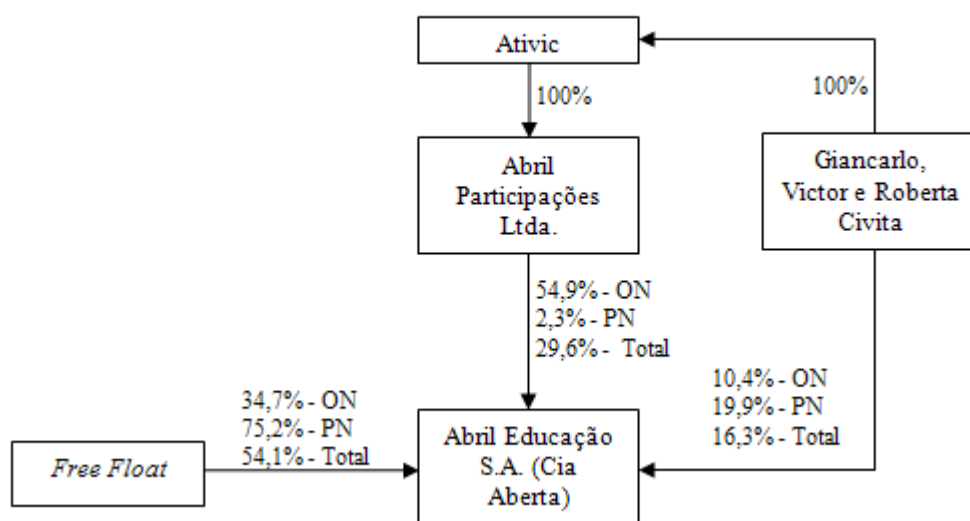 Ativic
100%
100%
Abril
Participações
Ltda.
Giancarlo,
Victor e Roberta
Civita
54,9% - ON
2,3% - PN
29,6% - Total
10,4% - ON
19,9% - PN
16,3% - Total
34,7% - ON
75,2% - PN
54,1% - Total
Free Float
Abril Educação
S.A. (Cia
Aberta)